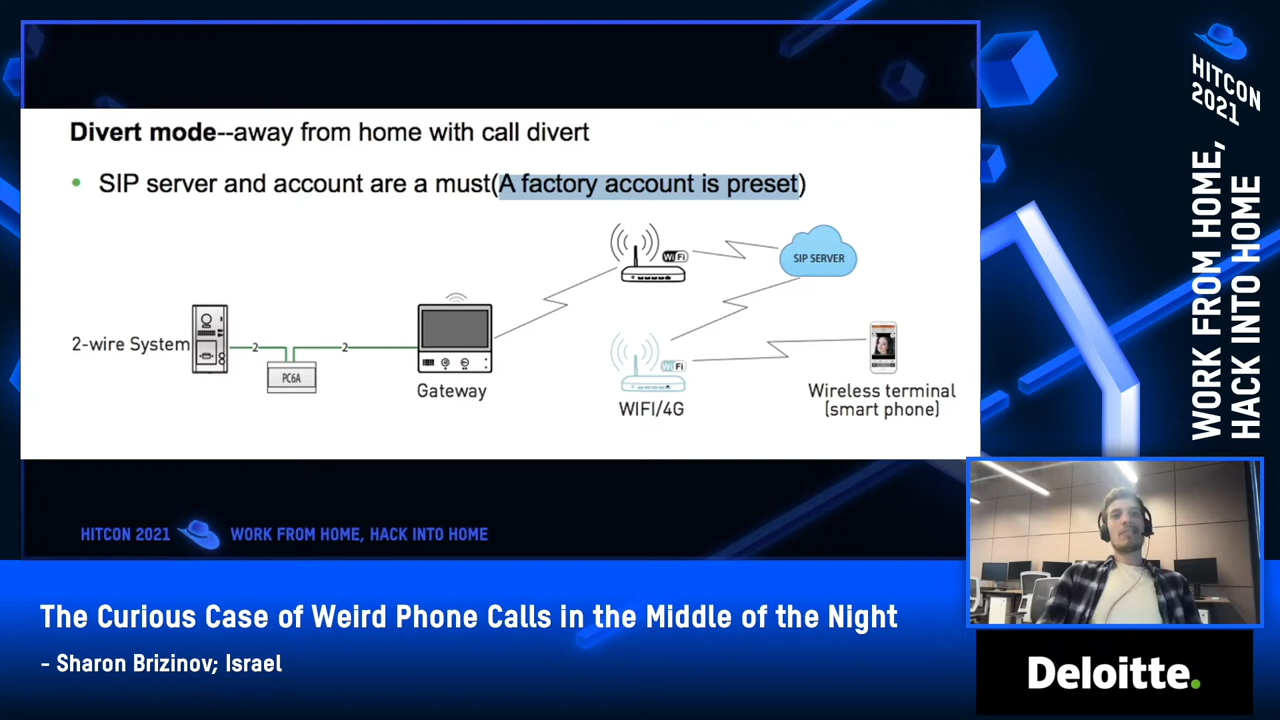 Divert mode--away from home with call divert
• SIP server and account are a must(A factory account is preset)
WiFi
SIP SERVER
2-wire System
2
2
PC6A
Gateway
WiFi
WIFI/4G
Wireless terminal
(smart phone)
HITCON 2021
WORK FROM HOME, HACK INTO HOME
HITCON
2021
WORK FROM HOME,
HACK INTO HOME
The Curious Case of Weird Phone Calls in the Middle of the Night
- Sharon Brizinov; Israel
Deloitte.